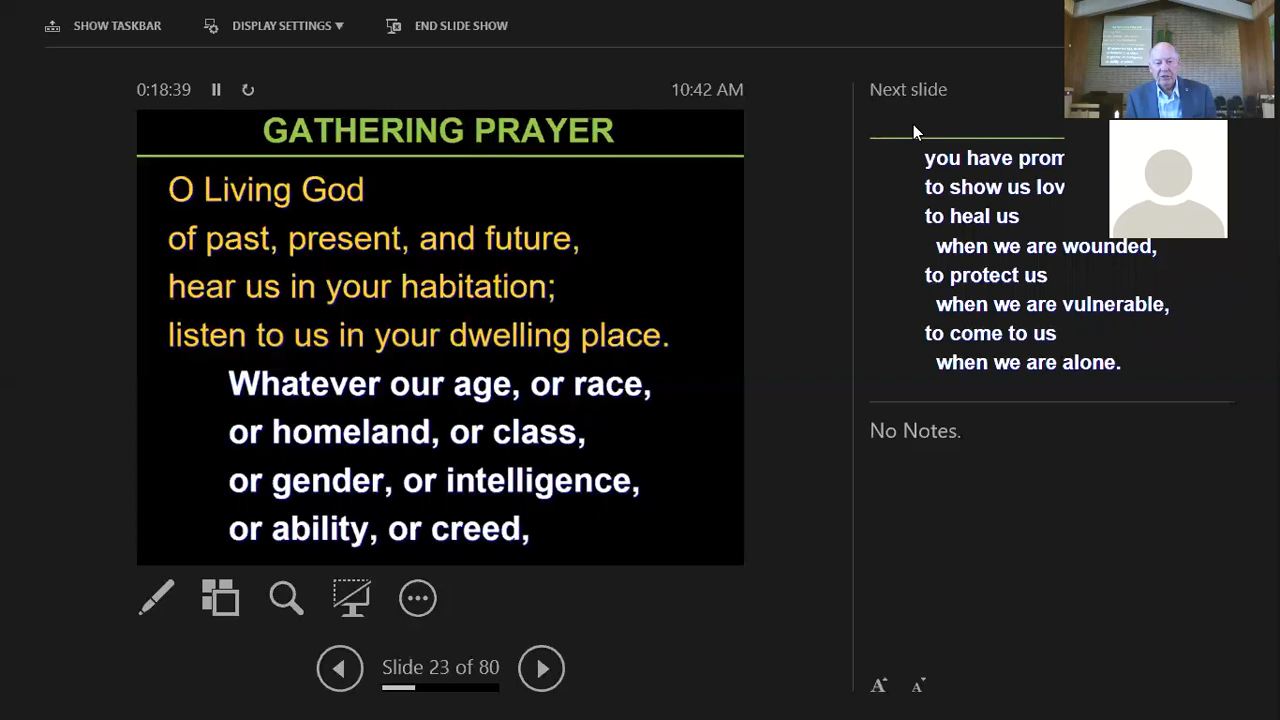 SHOW TASKBAR
DISPLAY SETTINGS
END SLIDE SHOW
0:18:39
10:42 AM
GATHERING PRAYER
O Living God
of past, present, and future,
hear us in your habitation;
listen to us in your dwelling place.
Whatever our age, or race,
or homeland, or class,
or gender, or intelligence,
or ability, or creed,
Slide 23 of 80
Next slide
you have prom
to show us lov
to heal us
when we are wounded,
to protect us
when we are vulnerable,
to come to us
when we are alone.
No Notes.
A A